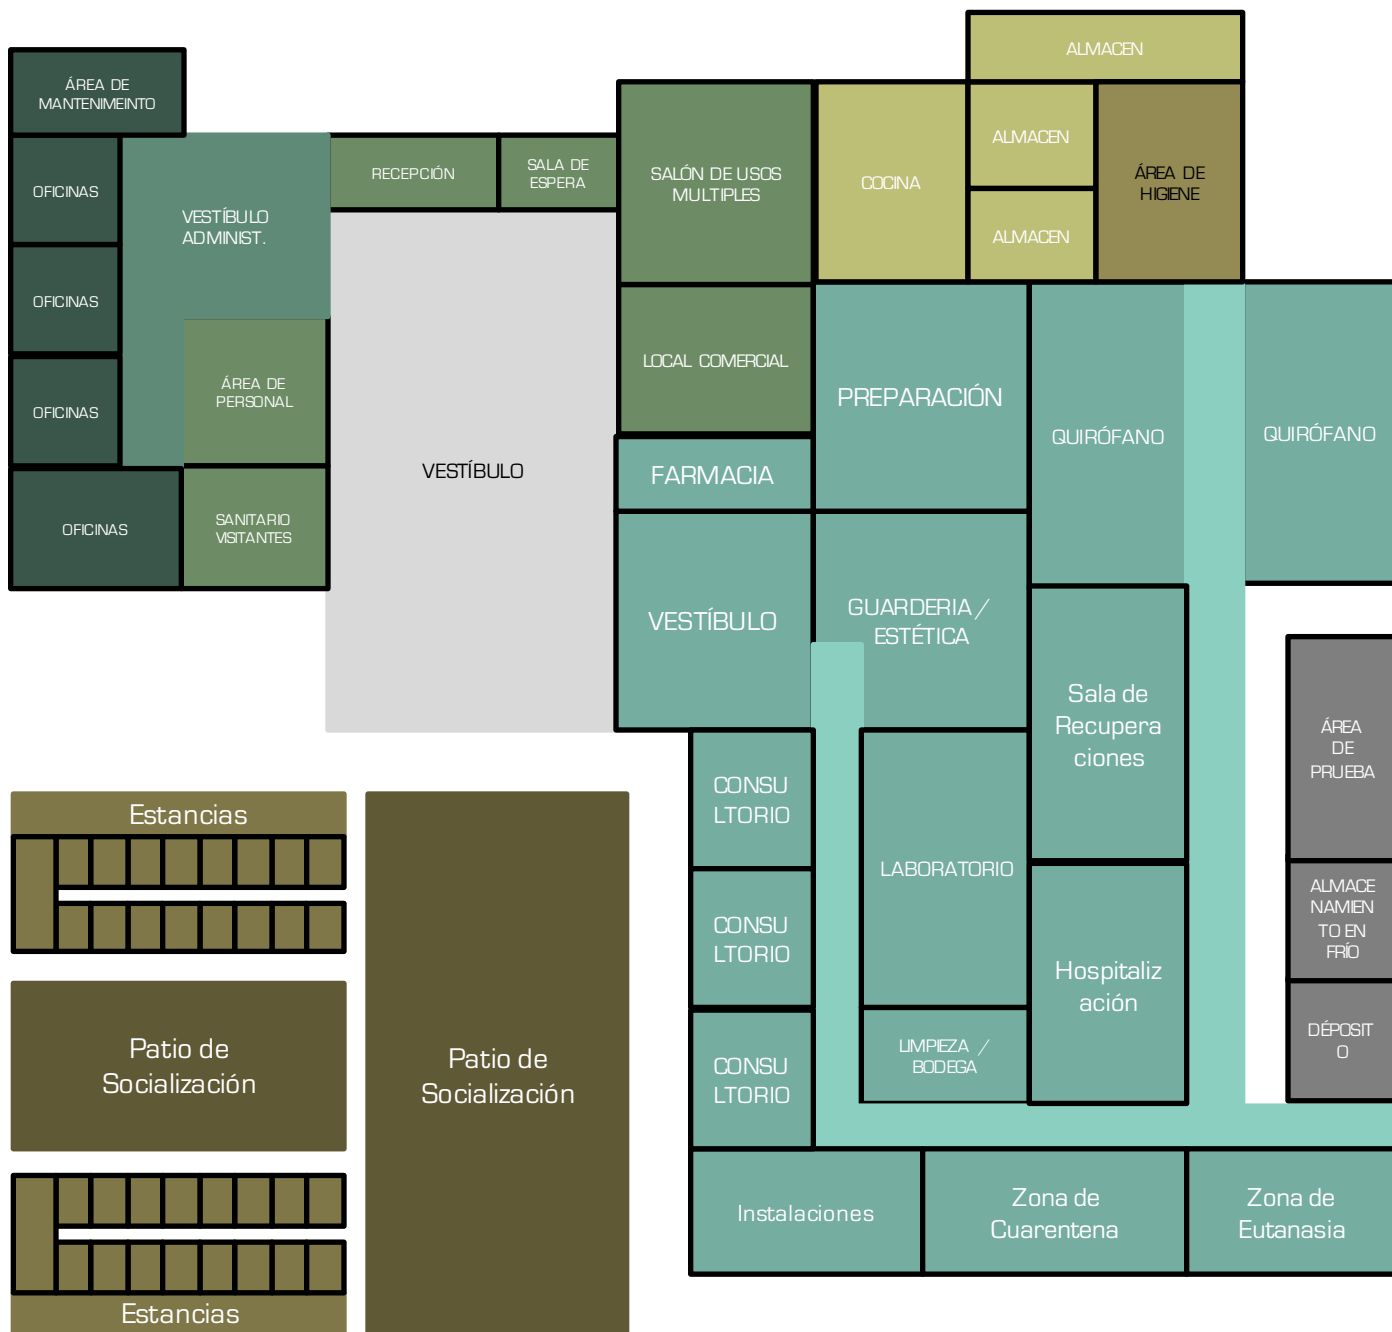 ÁREA DE
MANTENIMEINTO
OFICINAS
OFICINAS
OFICINAS
OFICINAS
VESTÍBULO
ADMINIST.
ÁREA DE
PERSONAL
SANITARIO
VISITANTES
RECEPCIÓN
SALA DE
ESPERA
VESTÍBULO
SALÓN DE USOS
MULTIPLES
LOCAL COMERCIAL
FARMACIA
VESTÍBULO
COCINA
ALMACEN
ALMACEN
ALMACEN
ÁREA DE
HIGIENE
PREPARACIÓN
QUIRÓFANO
QUIRÓFANO
GUARDERIA /
ESTÉTICA
Sala de
Recupera
ciones
CONSU
LTORIO
CONSU
LTORIO
CONSU
LTORIO
LABORATORIO
LIMPIEZA /
BODEGA
Hospitaliz
ación
ÁREA
DE
PRUEBA
ALMACE
NAMIEN
TO EN
FRÍO
DÉPOSIT
O
Instalaciones
Zona de
Cuarentena
Zona de
Eutanasia
Estancias
Patio de
Socialización
Patio de
Socialización
Estancias